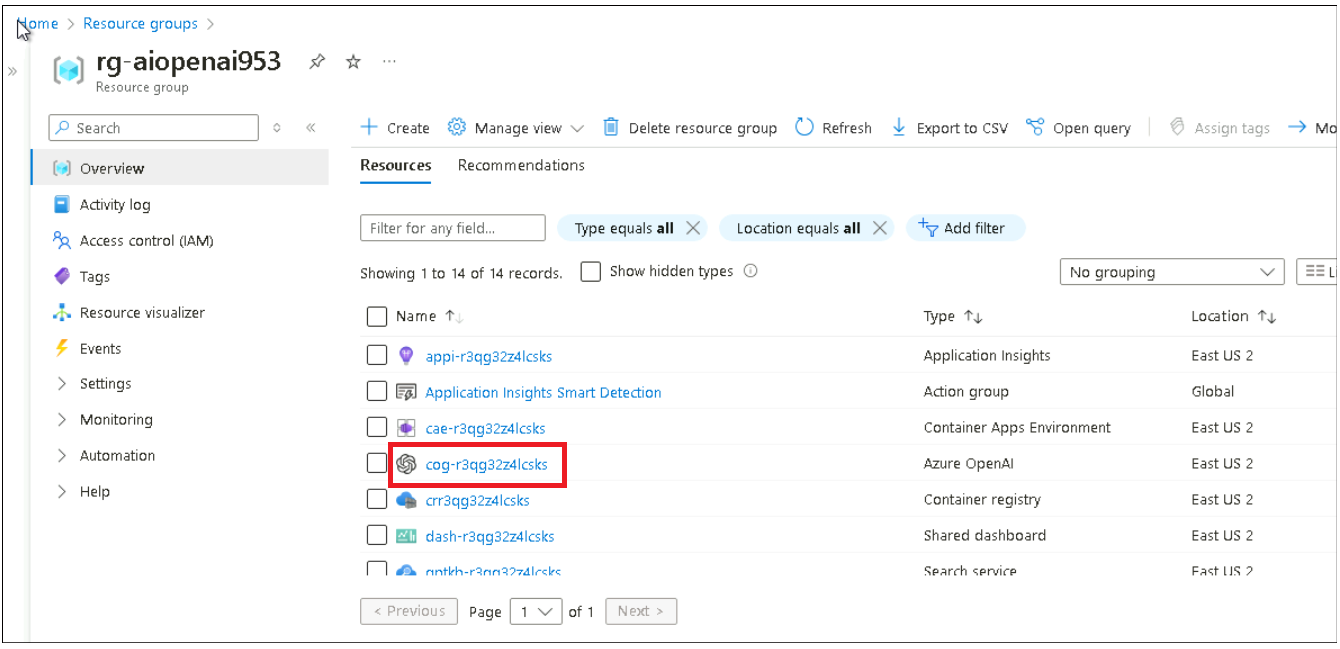 Home > Resource groups >
rg-aiopenai953
Resource group
Search
Overview
Activity log
Access control (IAM)
Tags
Resource visualizer
Events
Settings
Monitoring
Automation
Help
Create Manage view Delete resource group Refresh Export to CSV Open query Assign tags Mo
Resources Recommendations
Filter for any field... Type equals all Location equals all Add filter
Showing 1 to 14 of 14 records. Show hidden types No grouping Li
Name Type Location
appi-r3qg32z4lcsks Application Insights East US 2
Application Insights Smart Detection Action group Global
cae-r3qg32z4lcsks Container Apps Environment East US 2
cog-r3qg32z4lcsks Azure OpenAI East US 2
crr3qg32z4lcsks Container registry East US 2
dash-r3qg32z4lcsks Shared dashboard East US 2
gptkb-r3qg32z4lcsks Search service East US 2
< Previous Page 1 of 1 Next >